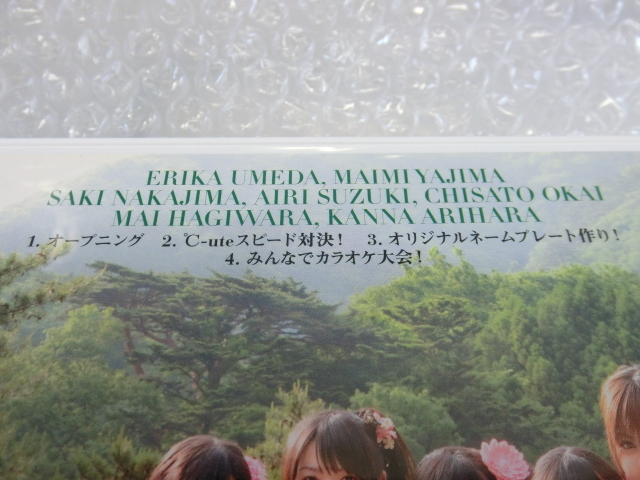 ERIKA UMEDA, MAIMI YAJIMA
SAKI NAKAJIMA, AIRI SUZUKI, CHISATO OKAI
MAI HAGIWARA, KANNA ARIHARA
1. オープニング 2. ℃-uteスピード対決! 3. オリジナルネームプレート作り!
4. みんなでカラオケ大会!